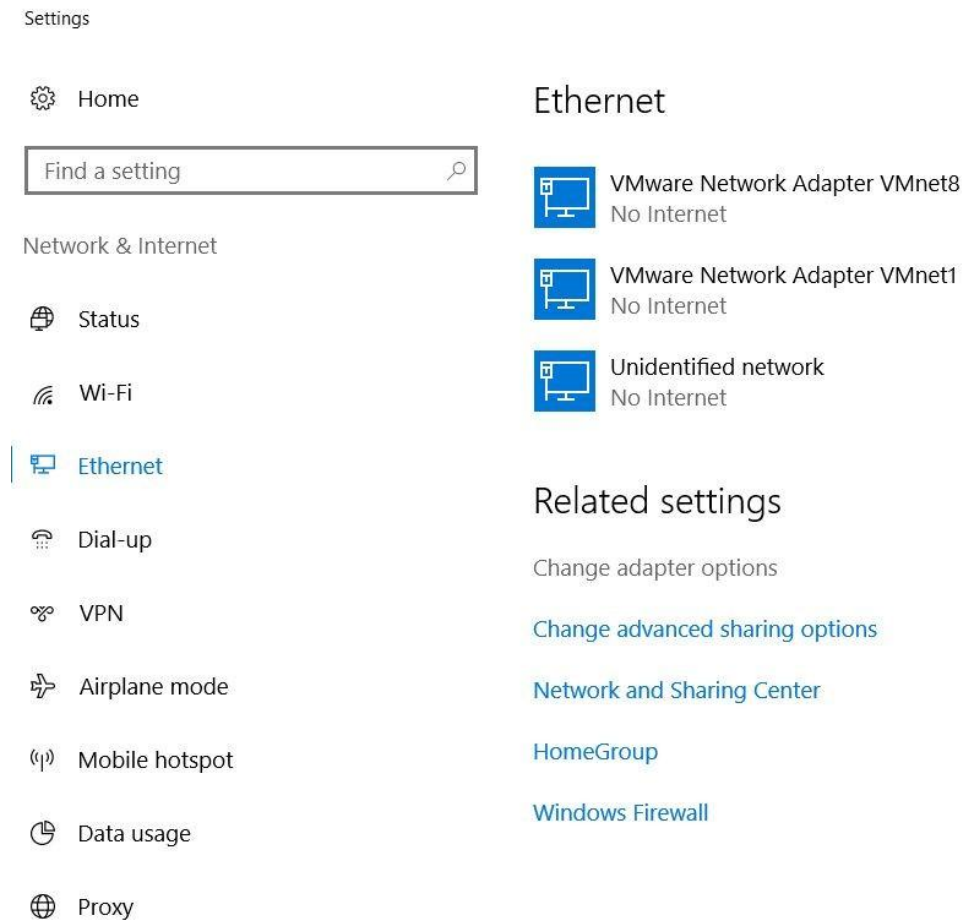 Settings
Home
Find a setting
Network & Internet
Status
Wi-Fi
Ethernet
Dial-up
VPN
Airplane mode
Mobile hotspot
Data usage
Proxy
Ethernet
VMware Network Adapter VMnet8
No Internet
VMware Network Adapter VMnet1
No Internet
Unidentified network
No Internet
Related settings
Change adapter options
Change advanced sharing options
Network and Sharing Center
HomeGroup
Windows Firewall